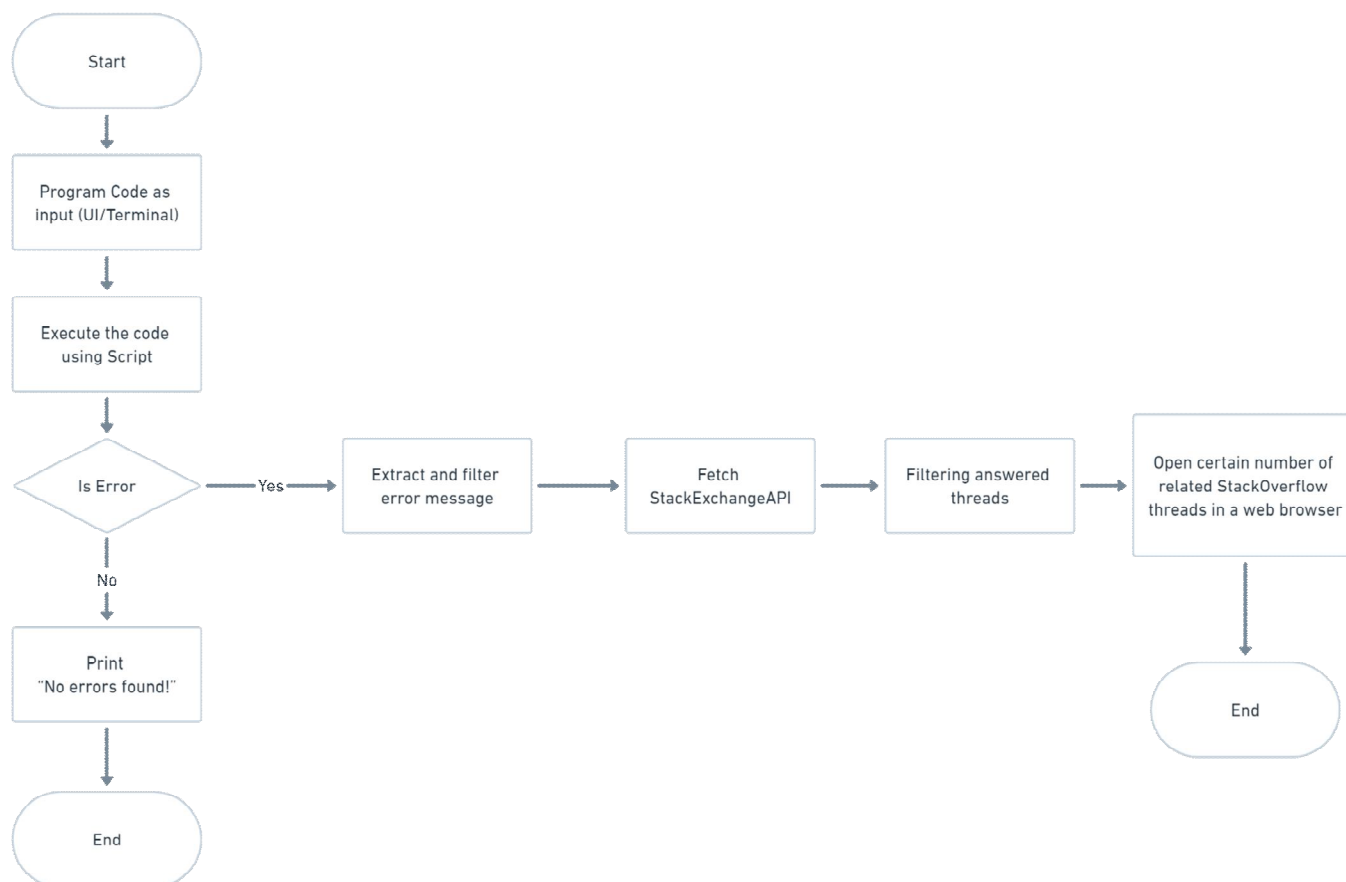 Start
Program Code as
input (UI/Terminal)
Execute the code
using Script
Is Error
Yes
Extract and filter
error message
Fetch
StackExchangeAPI
Filtering answered
threads
Open certain number of
related StackOverflow
threads in a web browser
No
Print
"No errors found!"
End
End